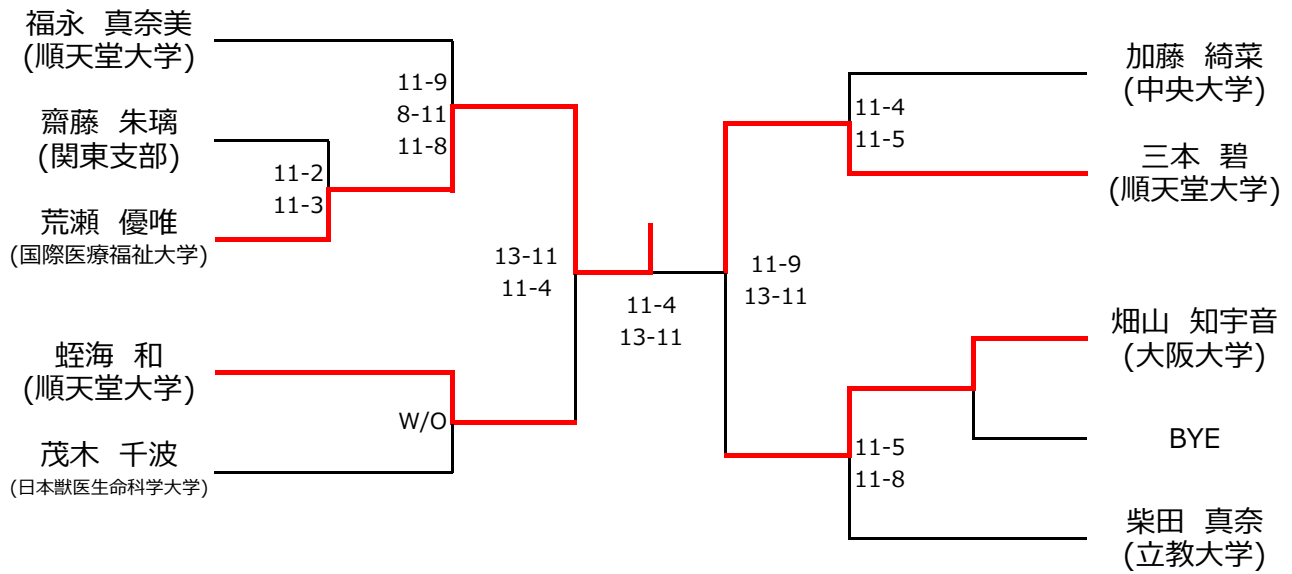 福永 真奈美
(順天堂大学)
齋藤 朱璃
(関東支部)
荒瀬 優唯
(国際医療福祉大学)
蛭海 和
(順天堂大学)
茂木 千波
(日本獣医生命科学大学)
11-2
11-3
11-9
8-11
11-8
W/O
13-11
11-4
11-4
13-11
11-9
13-11
11-4
11-5
11-5
11-8
加藤 綺菜
(中央大学)
三本 碧
(順天堂大学)
畑山 知宇音
(大阪大学)
BYE
柴田 真奈
(立教大学)